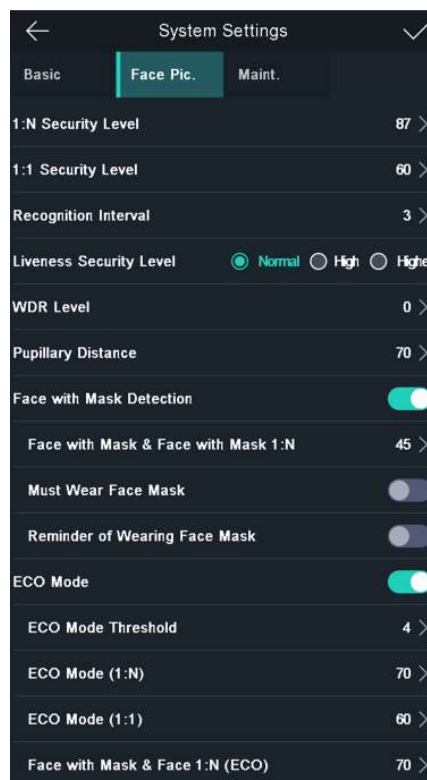 System Settings
Basic Face Pic. Maint.
1:N Security Level 87
1:1 Security Level 60
Recognition Interval 3
Liveness Security Level Normal High Highe
WDR Level 0
Pupillary Distance 70
Face with Mask Detection
Face with Mask & Face with Mask 1:N 45
Must Wear Face Mask
Reminder of Wearing Face Mask
ECO Mode
ECO Mode Threshold 4
ECO Mode (1:N) 70
ECO Mode (1:1) 60
Face with Mask & Face 1:N (ECO) 70